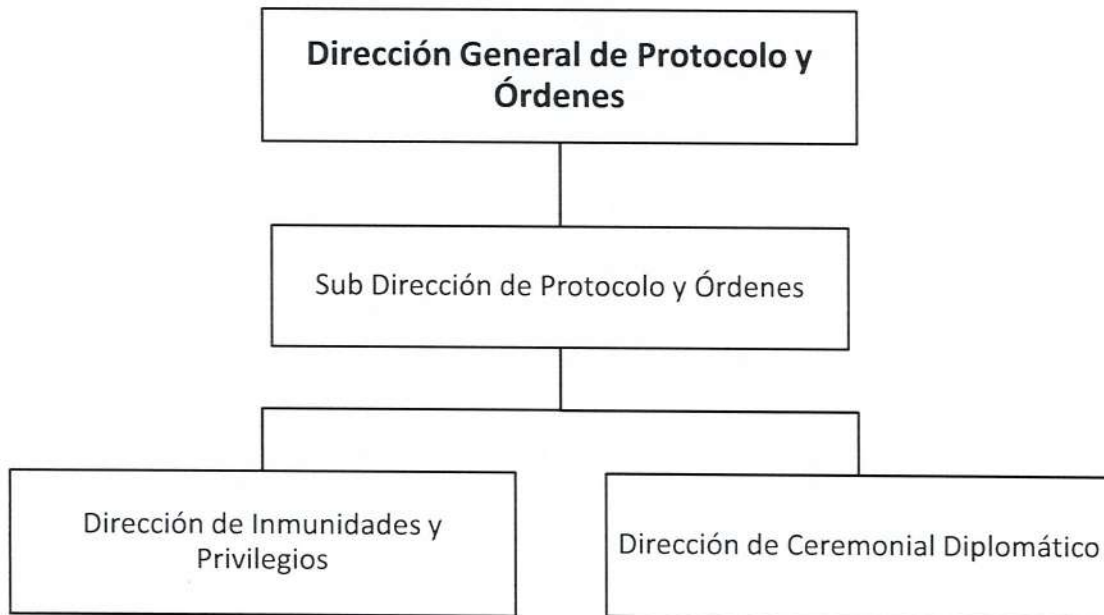 Dirección General de Protocolo y
Órdenes
Sub Dirección de Protocolo y Órdenes
Dirección de Inmunidades y
Privilegios
Dirección de Ceremonial Diplomático